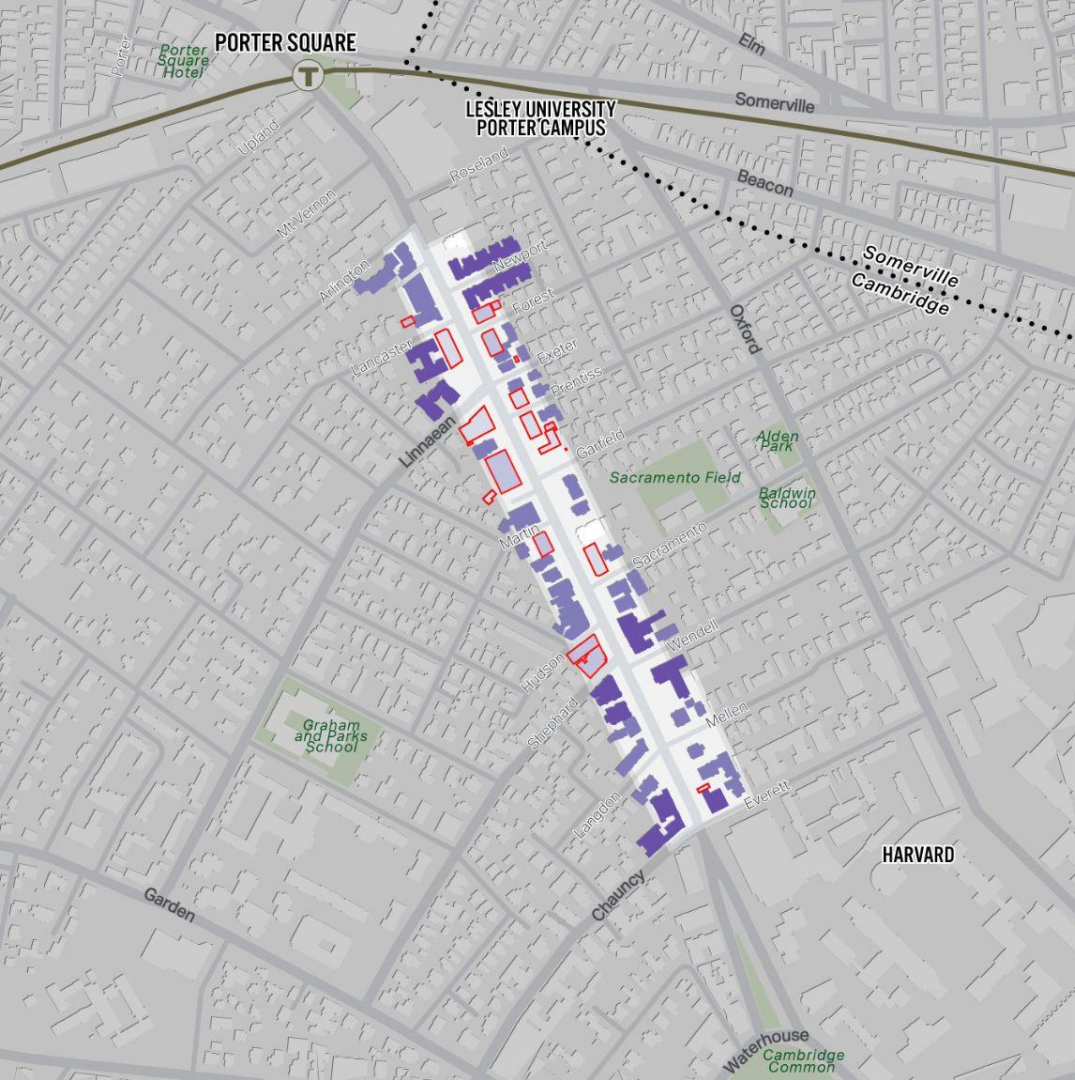 Elm
PORTER SQUARE
Porter
Porter
Square
Hotel
T
Somerville
LESLEY UNIVERSITY
PORTER CAMPUS
Upland
Roseland
Beacon
Mt Vernon
Newport
Somerville
Cambridge
Arlington
Forest
Oxford
Lancaster
Exeter
Prentiss
Linnaean
Garfield
Alden
Park
Sacramento Field
Baldwin
School
Martin
Sacramento
Wendell
Hudson
Shephard
Mellen
Graham
and Parks
School
Everett
Langdon
HARVARD
Chauncy
Garden
Waterhouse
Cambridge
Common